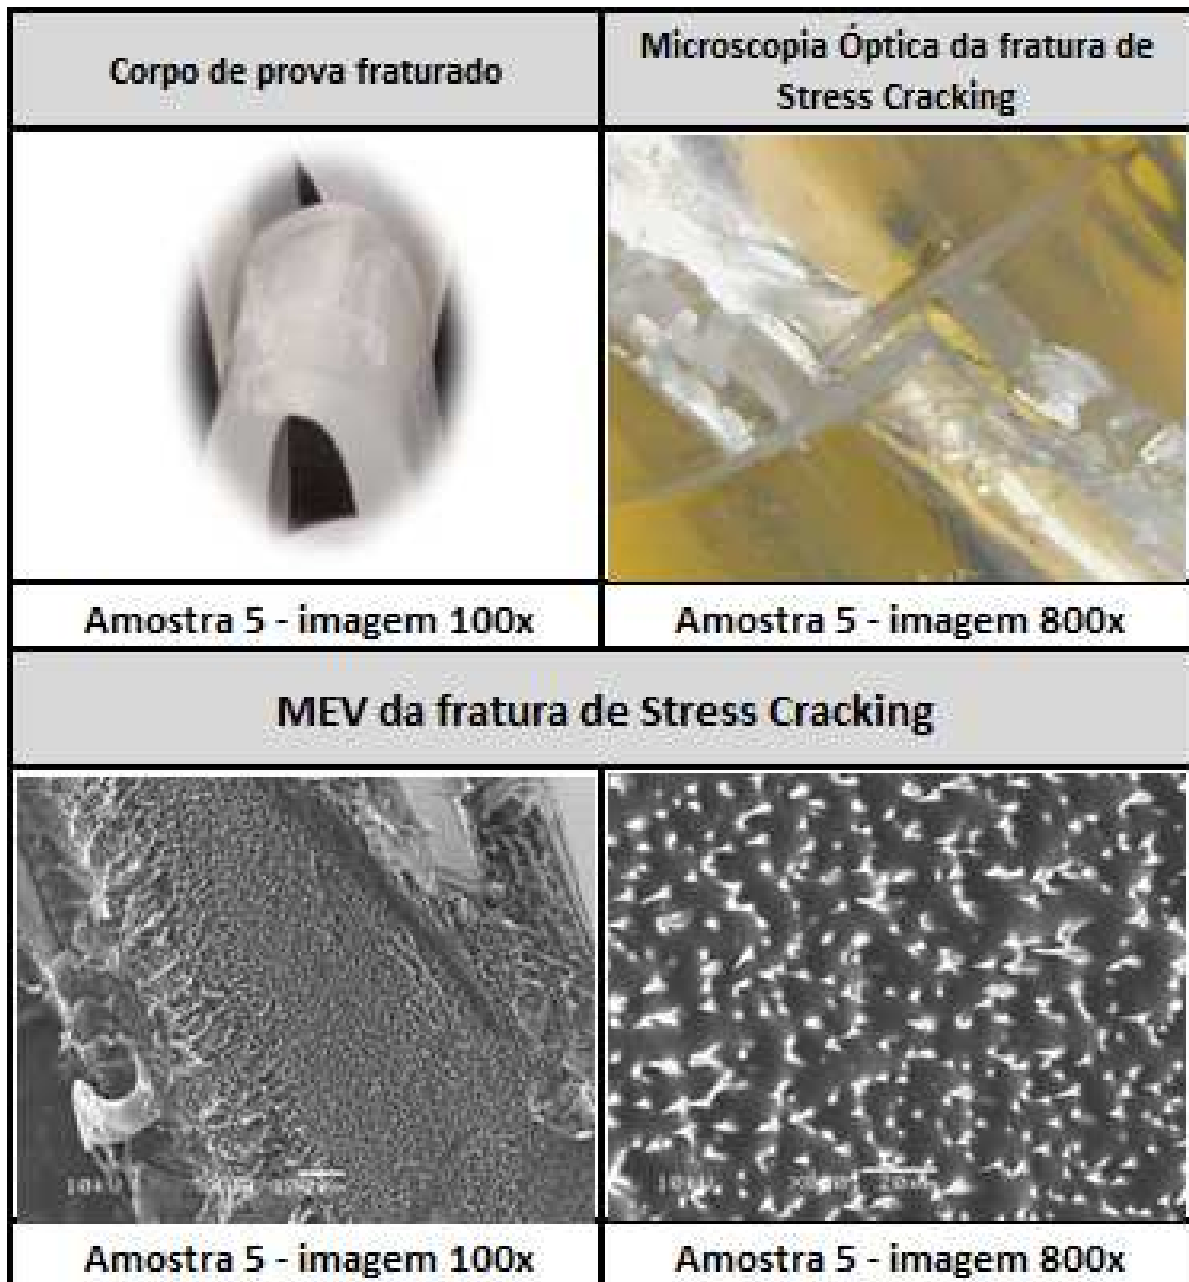 Corpo de prova fraturado
Microscopia Óptica da fratura de
Stress Cracking
Amostra 5 - imagem 100x
Amostra 5 - imagem 800x
MEV da fratura de Stress Cracking
Amostra 5 - imagem 100x
Amostra 5 - imagem 800x